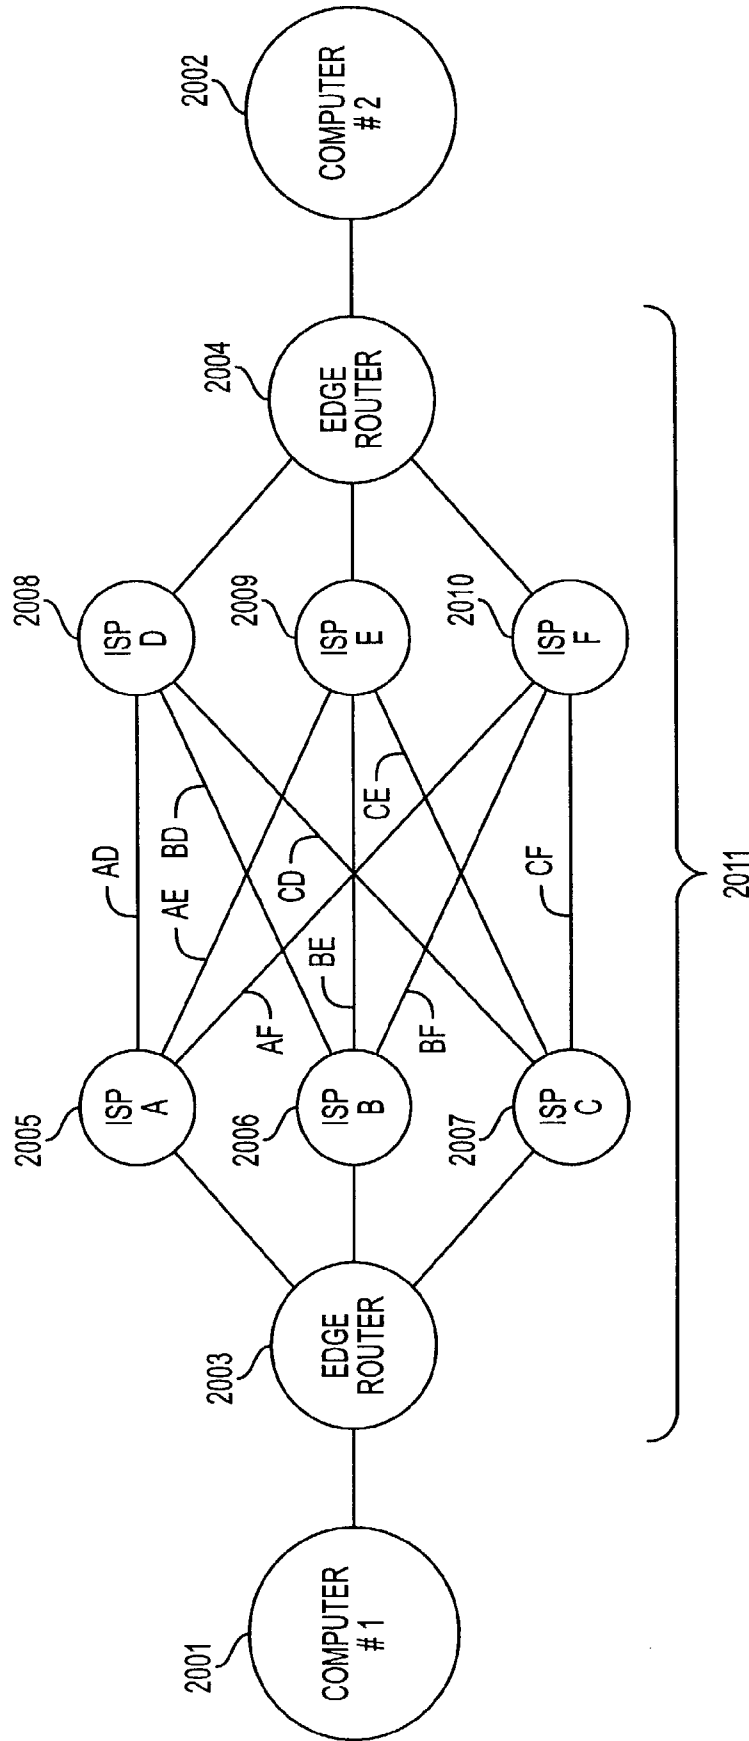 2001
COMPUTER
#1
2003
EDGE
ROUTER
2005
ISP
A
2006
ISP
B
2007
ISP
C
AD
AE
BD
AF
CD
BE
CE
BF
CF
2008
ISP
D
2009
ISP
E
2010
ISP
F
2004
EDGE
ROUTER
2002
COMPUTER
#2
2011